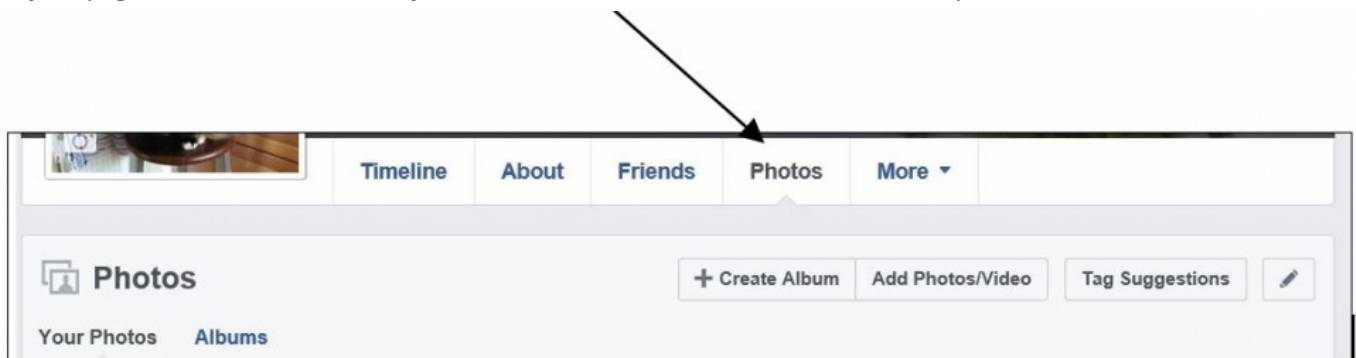 Timeline About Friends Photos More
Photos + Create Album Add Photos/Video Tag Suggestions
Your Photos Albums